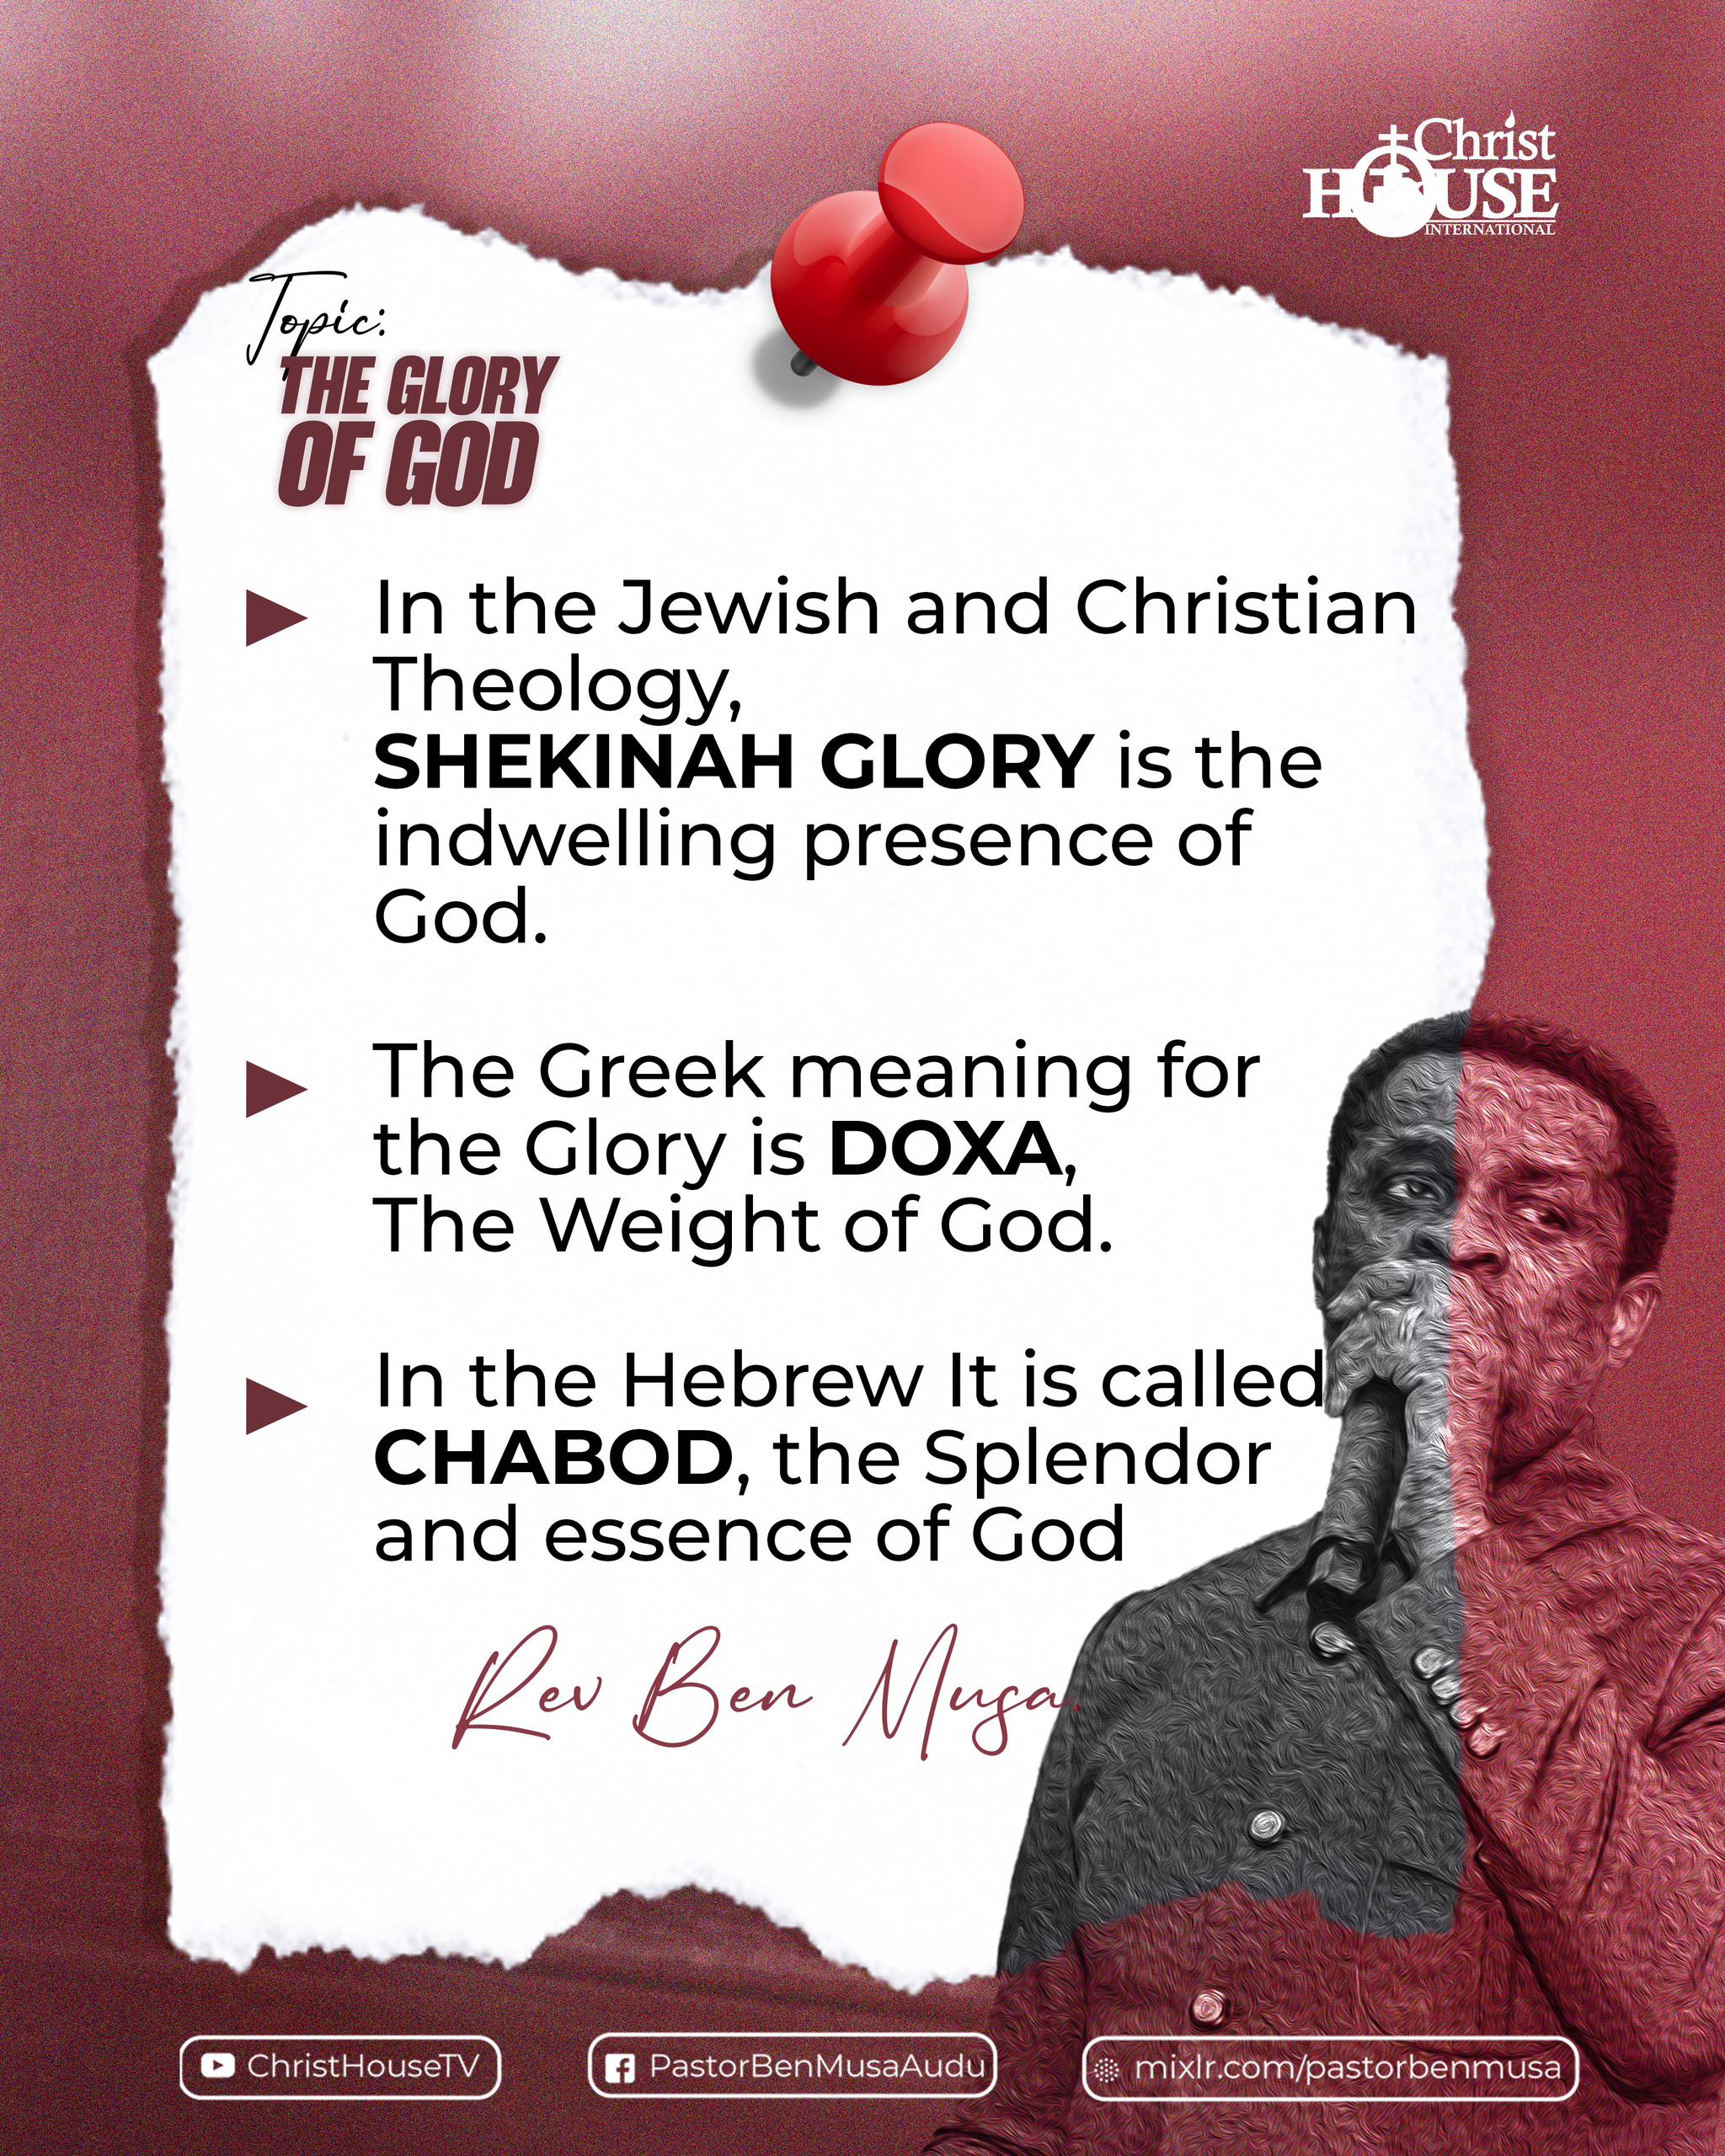 Christ
HOUSE
INTERNATIONAL
Topic:
THE GLORY
OF GOD
In the Jewish and Christian
Theology,
SHEKINAH GLORY is the
indwelling presence of
God.
The Greek meaning for
the Glory is DOXA,
The Weight of God.
In the Hebrew It is called
CHABOD, the Splendor
and essence of God
Rev Ben Musa.
ChristHouseTV
PastorBenMusaAudu
mixlr.com/pastorbenmusa